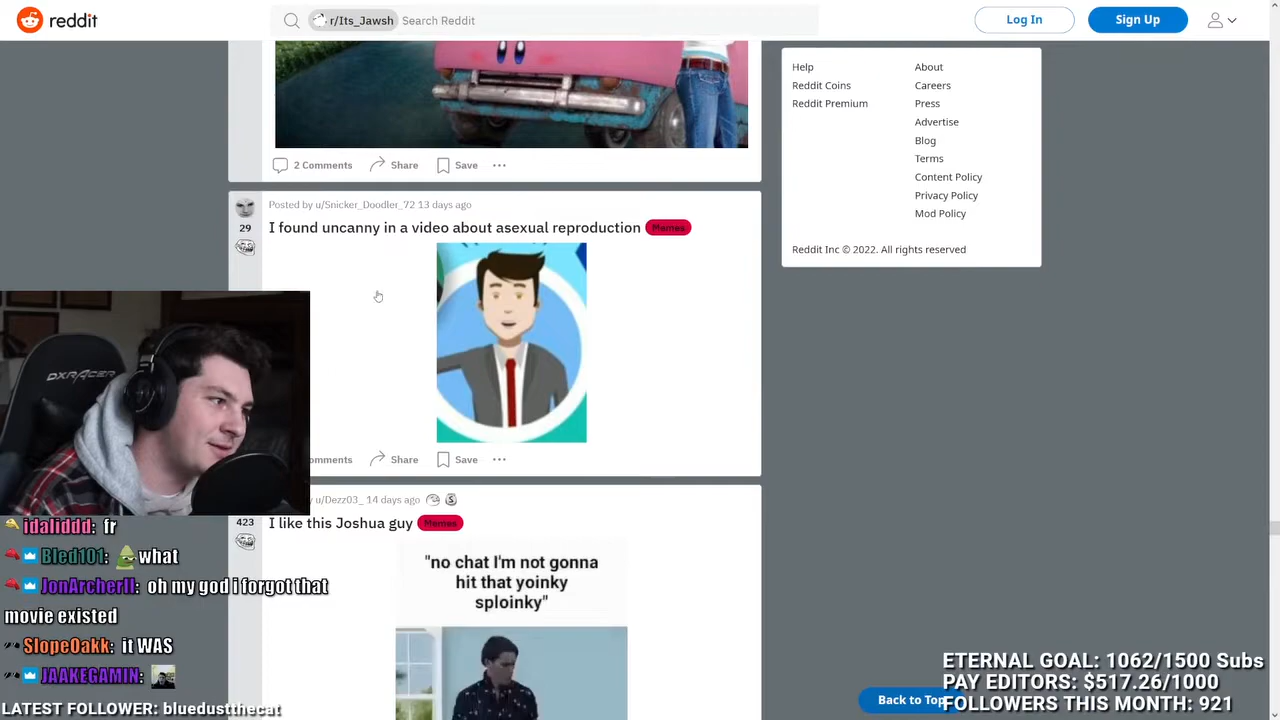 reddit
r/Its_Jawsh Search Reddit
Log In
Sign Up
Help
About
Reddit Coins
Careers
Reddit Premium
Press
Advertise
Blog
Terms
Content Policy
Privacy Policy
Mod Policy
Reddit Inc © 2022. All rights reserved
2 Comments Share Save ...
Posted by u/Snicker_Doodler_72 13 days ago
29
I found uncanny in a video about asexual reproduction Memes
omments Share Save ...
u/Dezz03_ 14 days ago
423
I like this Joshua guy Memes
"no chat I'm not gonna
hit that yoinky
sploinky"
DXRACER
idaliddd: fr
Bled101: what
JonArcherII: oh my god i forgot that
movie existed
SlopeOakk: it WAS
JAAKEGAMIN:
LATEST FOLLOWER: bluedustthecat
Back to Top
ETERNAL GOAL: 1062/1500 Subs
PAY EDITORS: $517.26/1000
FOLLOWERS THIS MONTH: 921